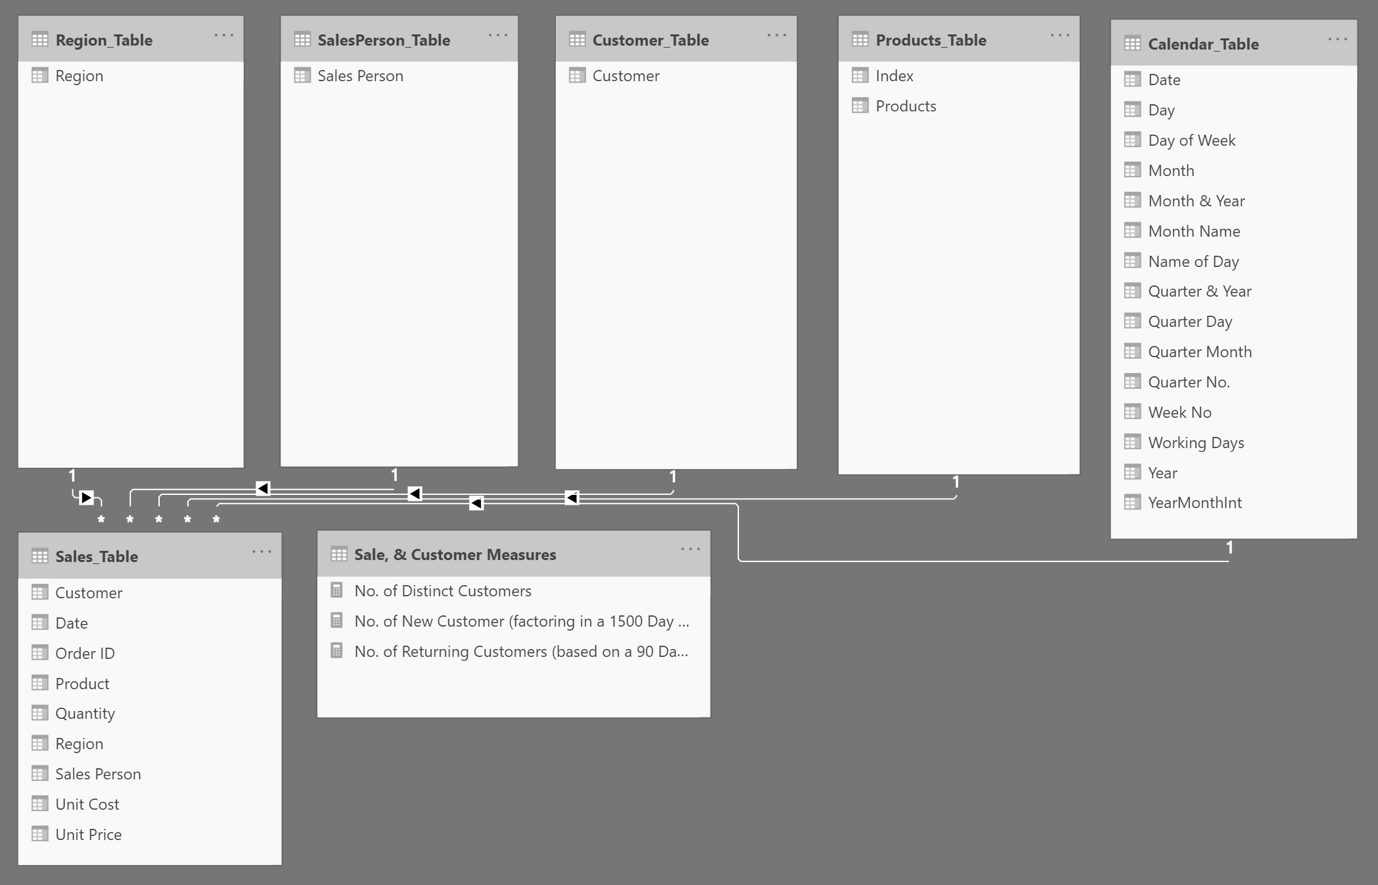 Region_Table
Region
SalesPerson_Table
Sales Person
Customer_Table
Customer
Products_Table
Index
Products
Calendar_Table
Date
Day
Day of Week
Month
Month & Year
Month Name
Name of Day
Quarter & Year
Quarter Day
Quarter Month
Quarter No.
Week No
Working Days
Year
YearMonthInt
1
1
1
1
1
* * * * *
Sales_Table
Customer
Date
Order ID
Product
Quantity
Region
Sales Person
Unit Cost
Unit Price
Sale, & Customer Measures
No. of Distinct Customers
No. of New Customer (factoring in a 1500 Day ...
No. of Returning Customers (based on a 90 Da...